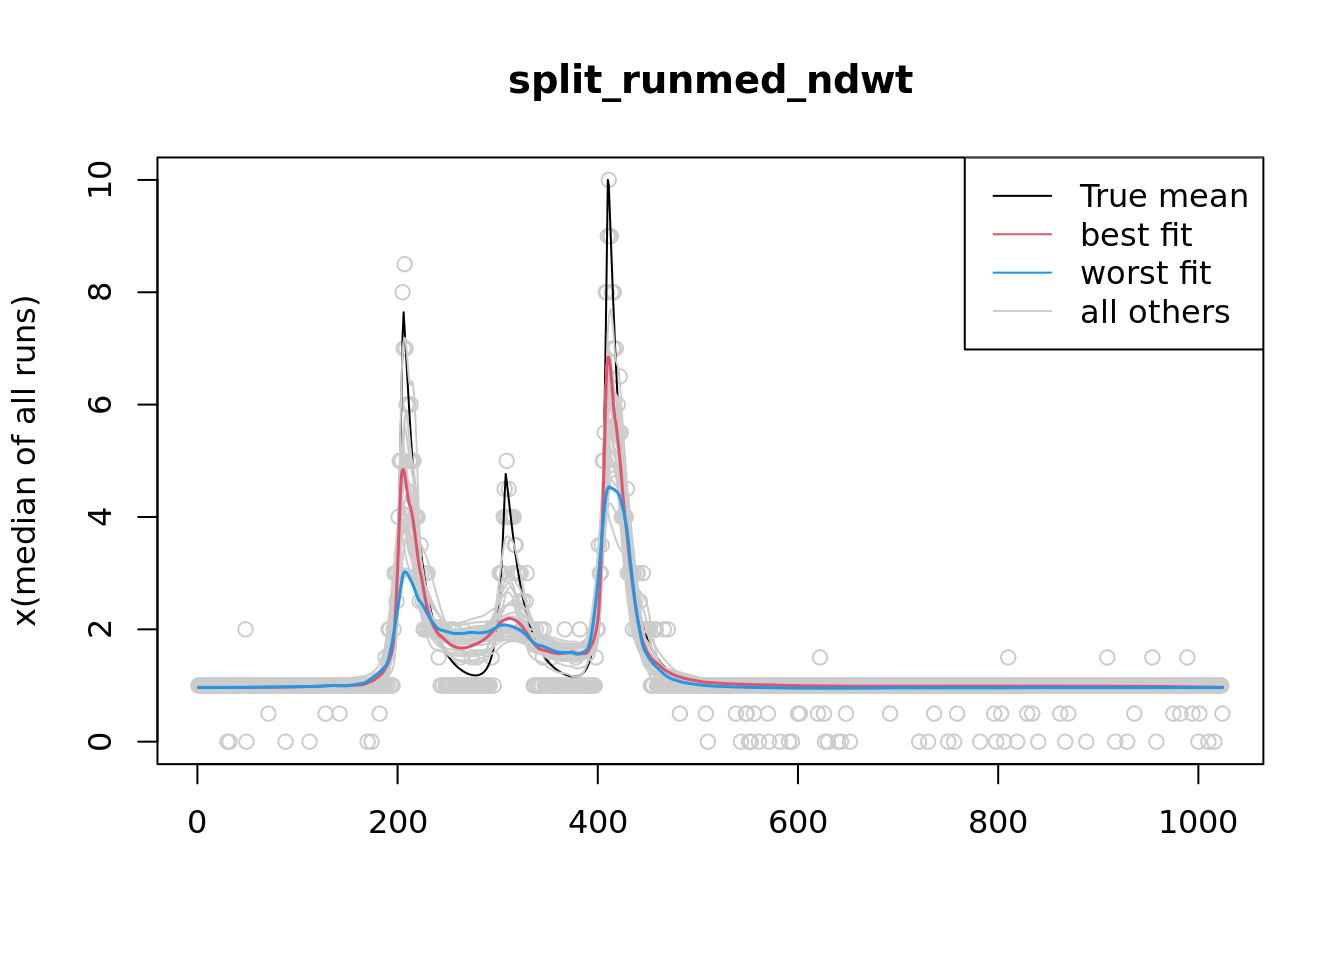 split_runmed_ndwt
x(median of all runs)
10
8
6
4
2
0
True mean
best fit
worst fit
all others
0 200 400 600 800 1000